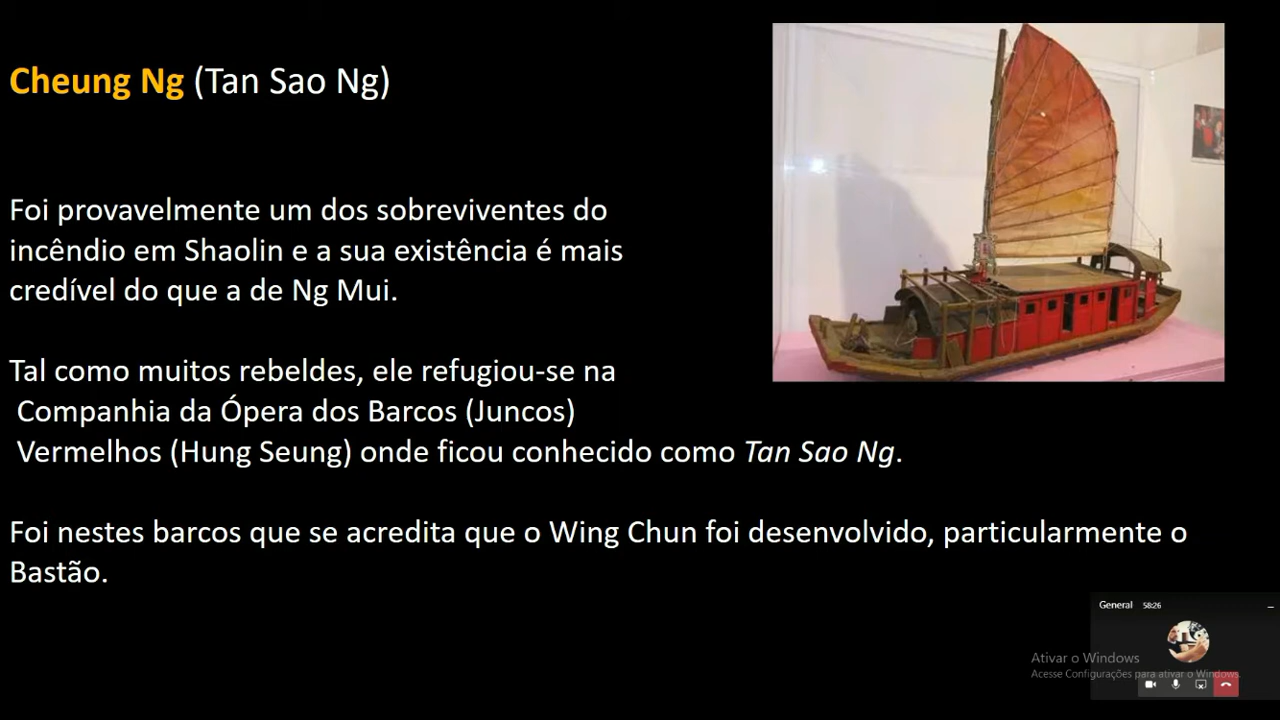 Cheung Ng (Tan Sao Ng)
Foi provavelmente um dos sobreviventes do
incêndio em Shaolin e a sua existência é mais
credível do que a de Ng Mui.
Tal como muitos rebeldes, ele refugiou-se na
Companhia da Ópera dos Barcos (Juncos)
Vermelhos (Hung Seung) onde ficou conhecido como Tan Sao Ng.
Foi nestes barcos que se acredita que o Wing Chun foi desenvolvido, particularmente o
Bastão.
General 58:26
Ativar o Windows
Acesse Configurações para ativar o Windows.